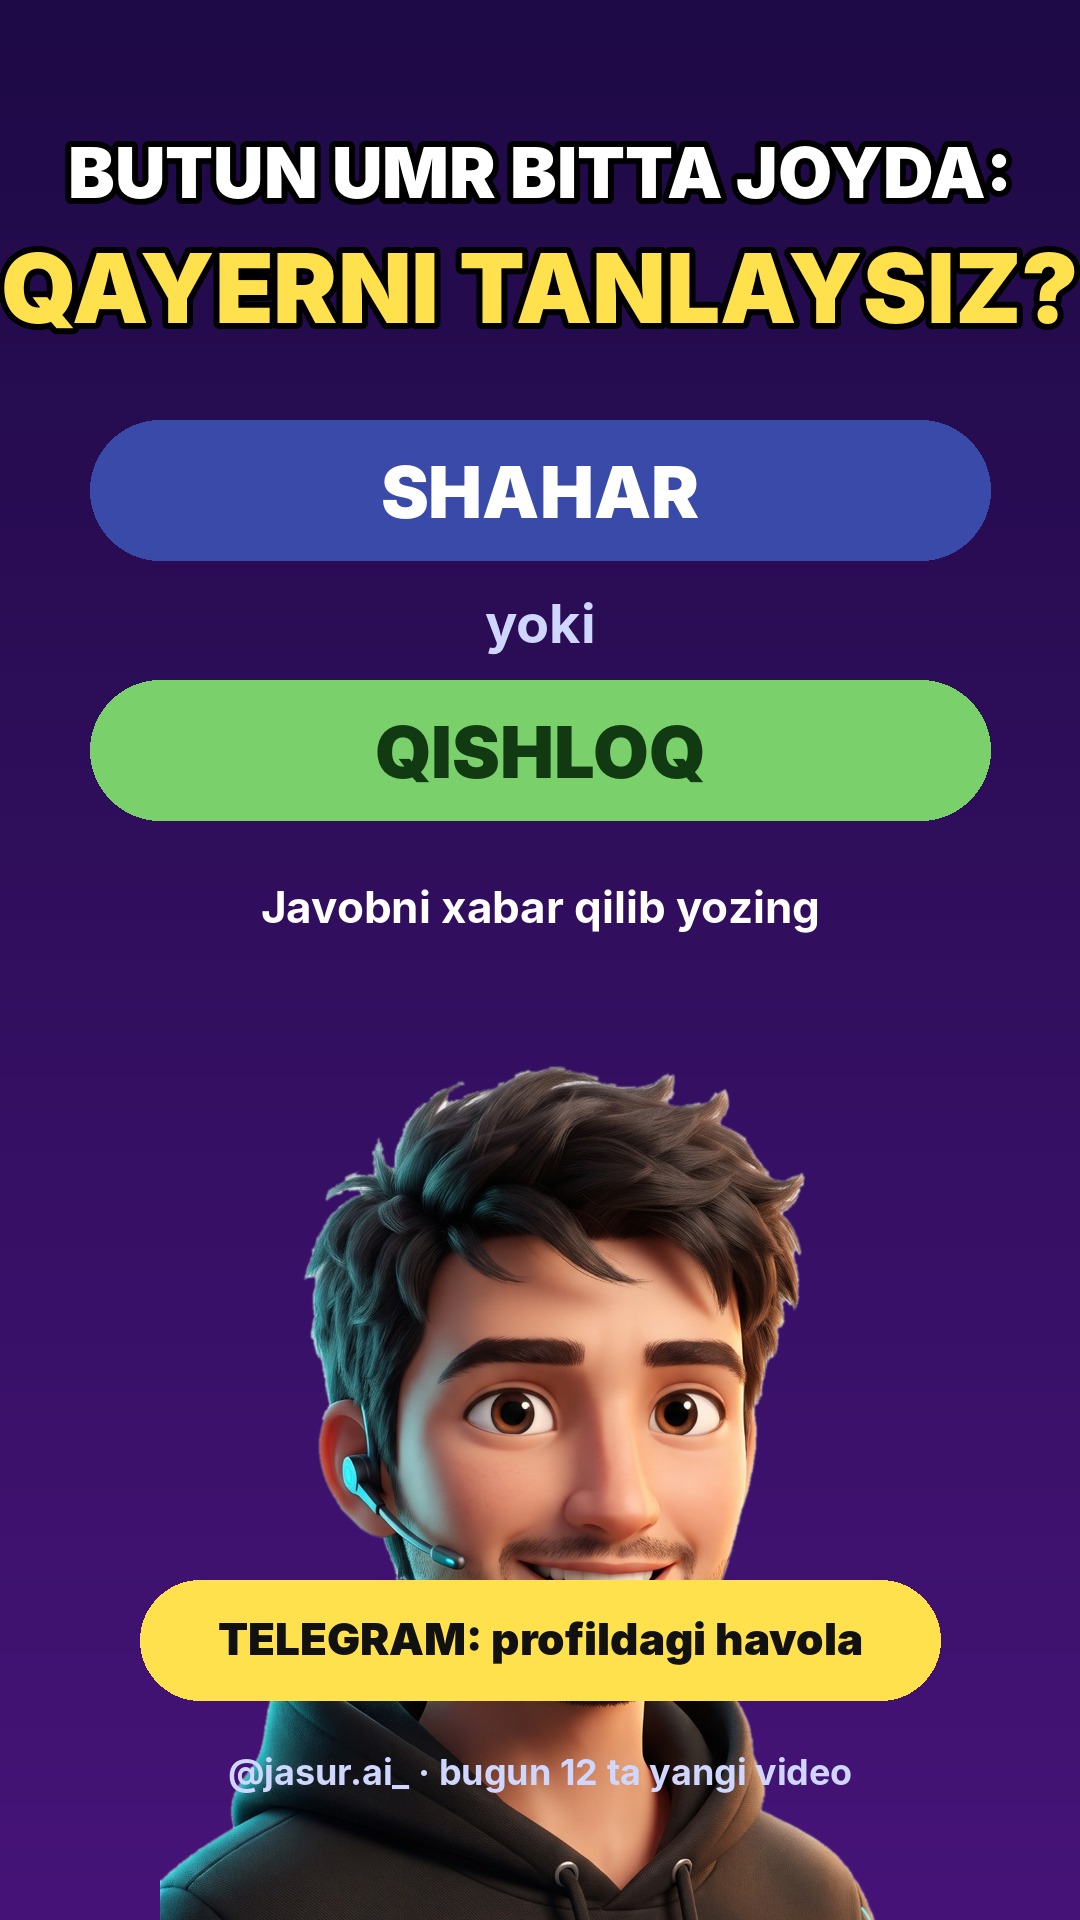 BUTUN UMR BITTA JOYDA:
QAYERNI TANLAYSIZ?
SHAHAR
yoki
QISHLOQ
Javobni xabar qilib yozing
TELEGRAM: profildagi havola
@jasur.ai_ · bugun 12 ta yangi video